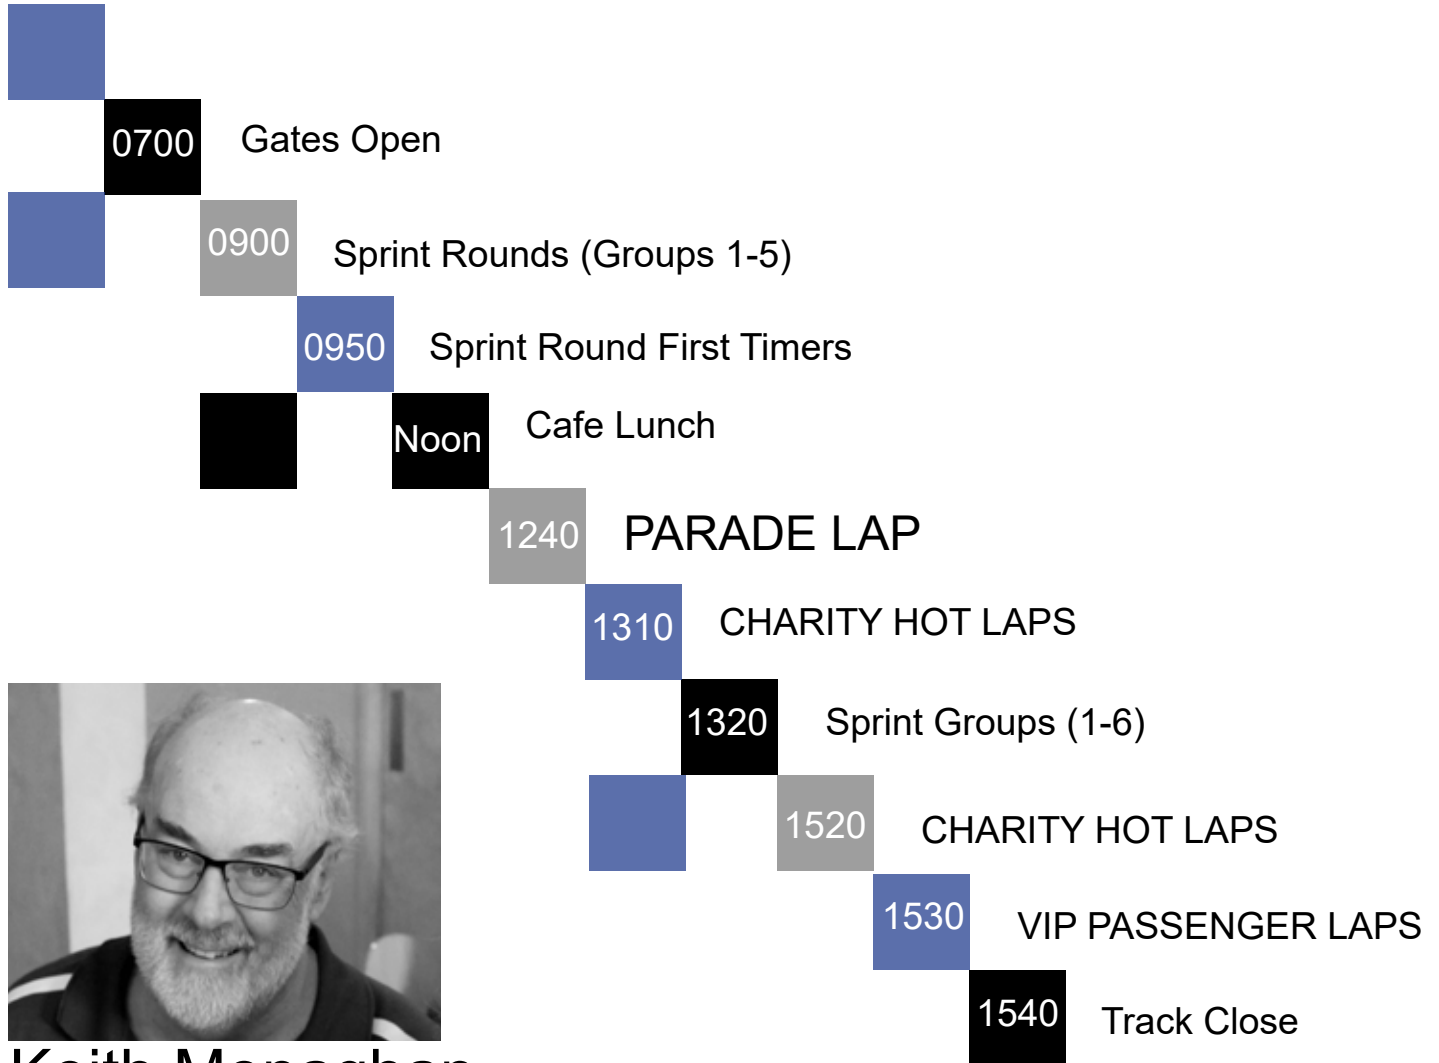 0700 Gates Open
0900 Sprint Rounds (Groups 1-5)
0950 Sprint Round First Timers
Noon Cafe Lunch
1240 PARADE LAP
1310 CHARITY HOT LAPS
1320 Sprint Groups (1-6)
1520 CHARITY HOT LAPS
1530 VIP PASSENGER LAPS
1540 Track Close
Keith Monaghan